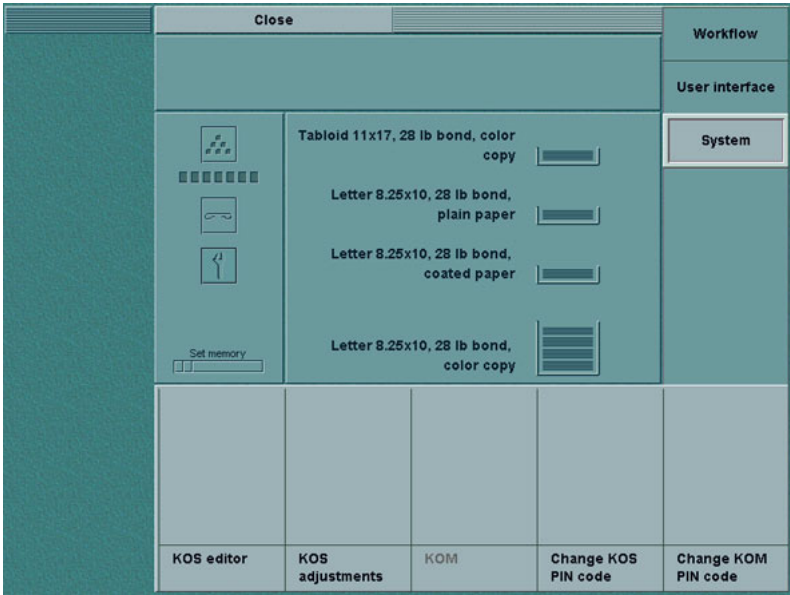 Close
Workflow
User interface
System
Tabloid 11x17, 28 lb bond, color
copy
Letter 8.25x10, 28 lb bond,
plain paper
Letter 8.25x10, 28 lb bond,
coated paper
Set memory
Letter 8.25x10, 28 lb bond,
color copy
KOS editor
KOS
adjustments
KOM
Change KOS
PIN code
Change KOM
PIN code